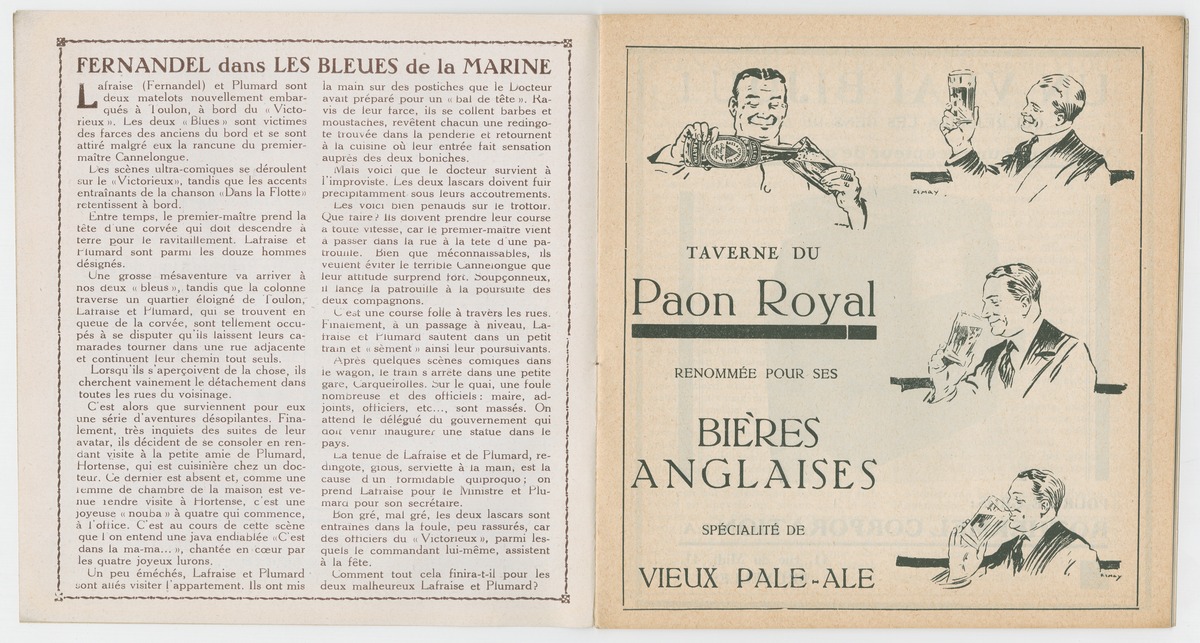 FERNANDEL dans LES BLEUES de la MARINE
Lafraise (Fernandel) et Plumard sont
deux matelots nouvellement embar-
qués à Toulon, à bord du « Victo-
rieux ». Les deux « Blues » sont victimes
des farces des anciens du bord et se sont
attiré malgré eux la rancune du premier-
maître Cannelongue.
Des scènes ultra-comiques se déroulent
sur le «Victorieux», tandis que les accents
entraînants de la chanson «Dans la Flotte»
retentissent à bord.
Entre temps, le premier-maître prend la
tête d'une corvée qui doit descendre à
terre pour le ravitaillement. Lafraise et
Plumard sont parmi les douze hommes
désignés.
Une grosse mésaventure va arriver à
nos deux « bleus », tandis que la colonne
traverse un quartier éloigné de Toulon,
Lafraise et Plumard, qui se trouvent en
queue de la corvée, sont tellement occu-
pés à se disputer qu'ils laissent leurs ca-
marades tourner dans une rue adjacente
et continuent leur chemin tout seuls.
Lorsqu'ils s'aperçoivent de la chose, ils
cherchent vainement le détachement dans
toutes les rues du voisinage.
C'est alors que surviennent pour eux
une série d'aventures désopilantes. Fina-
lement, très inquiets des suites de leur
avatar, ils décident de se consoler en ren-
dant visite à la petite amie de Plumard,
Hortense, qui est cuisinière chez un doc-
teur. Ce dernier est absent et, comme une
femme de chambre de la maison est ve-
nue rendre visite à Hortense, c'est une
joyeuse « nouba » à quatre qui commence,
à l'office. C'est au cours de cette scène
que l'on entend une java endiablée «C'est
dans la ma-ma... », chantée en cœur par
les quatre joyeux lurons.
Un peu éméchés, Lafraise et Plumard
sont allés visiter l'appartement. Ils ont mis
la main sur des postiches que le Docteur
avait préparé pour un « bal de tête ». Ra-
vis de leur farce, ils se collent barbes et
moustaches, revêtent chacun une redingo-
te trouvée dans la penderie et retournent
à la cuisine où leur entrée fait sensation
auprès des deux boniches.
Mais voici que le docteur survient à
l'improviste. Les deux lascars doivent fuir
précipitamment sous leurs accoutrements.
Les voici bien penauds sur le trottoir.
Que faire? Ils doivent prendre leur course
à toute vitesse, car le premier-maître vient
à passer dans la rue à la tête d'une pa-
trouille. Bien que méconnaissables, ils
veulent éviter le terrible Cannelongue que
leur attitude surprend fort. Soupçonneux,
il lance la patrouille à la poursuite des
deux compagnons.
C'est une course folle à travers les rues.
Finalement, à un passage à niveau, La-
fraise et Plumard sautent dans un petit
train et « sèment » ainsi leur poursuivants.
Après quelques scènes comiques dans
le wagon, le train s'arrête dans une petite
gare, Carqueirolles. Sur le quai, une foule
nombreuse et des officiels : maire, ad-
joints, officiers, etc..., sont massés. On
attend le délégué du gouvernement qui
doit venir inaugurer une statue dans le
pays.
La tenue de Lafraise et de Plumard, re-
dingote, gibus, serviette à la main, est la
cause d'un formidable quiproquo ; on
prend Lafraise pour le Ministre et Plu-
mard pour son secrétaire.
Bon gré, mal gré, les deux lascars sont
entraînes dans la foule, peu rassurés, car
des officiers du « Victorieux », parmi les-
quels le commandant lui-même, assistent
à la fête.
Comment tout cela finira-t-il pour les
deux malheureux Lafraise et Plumard?
ELMAY.
TAVERNE DU
Paon Royal
RENOMMÉE POUR SES
BIÈRES
ANGLAISES
SPÉCIALITÉ DE
VIEUX PALE-ALE
ELMAY